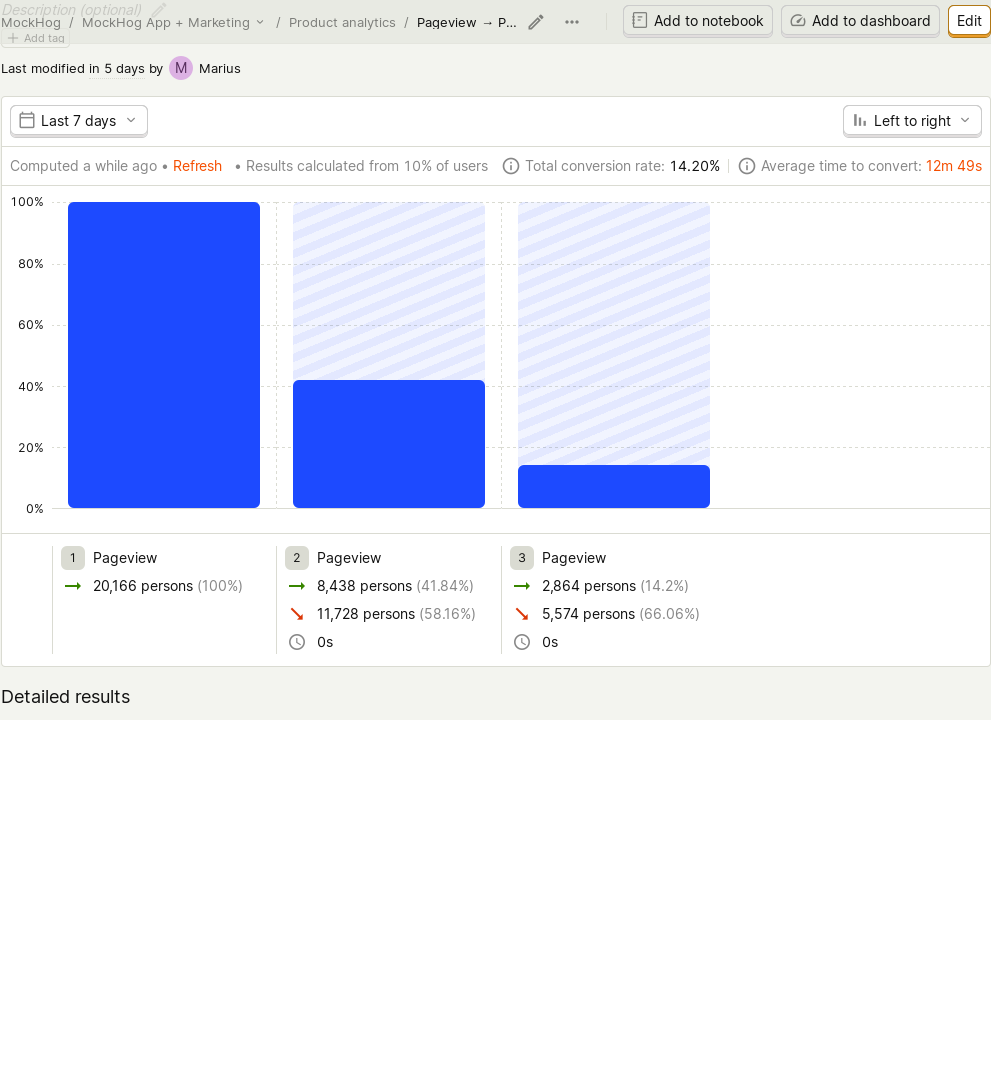 Description (optional)
MockHog / MockHog App + Marketing / Product analytics / Pageview → P... Add to notebook Add to dashboard Edit
Add tag
Last modified in 5 days by M Marius
Last 7 days Left to right
Computed a while ago • Refresh • Results calculated from 10% of users Total conversion rate: 14.20% Average time to convert: 12m 49s
100%
80%
60%
40%
20%
0%
1 Pageview
20,166 persons (100%)
2 Pageview
8,438 persons (41.84%)
11,728 persons (58.16%)
0s
3 Pageview
2,864 persons (14.2%)
5,574 persons (66.06%)
0s
Detailed results